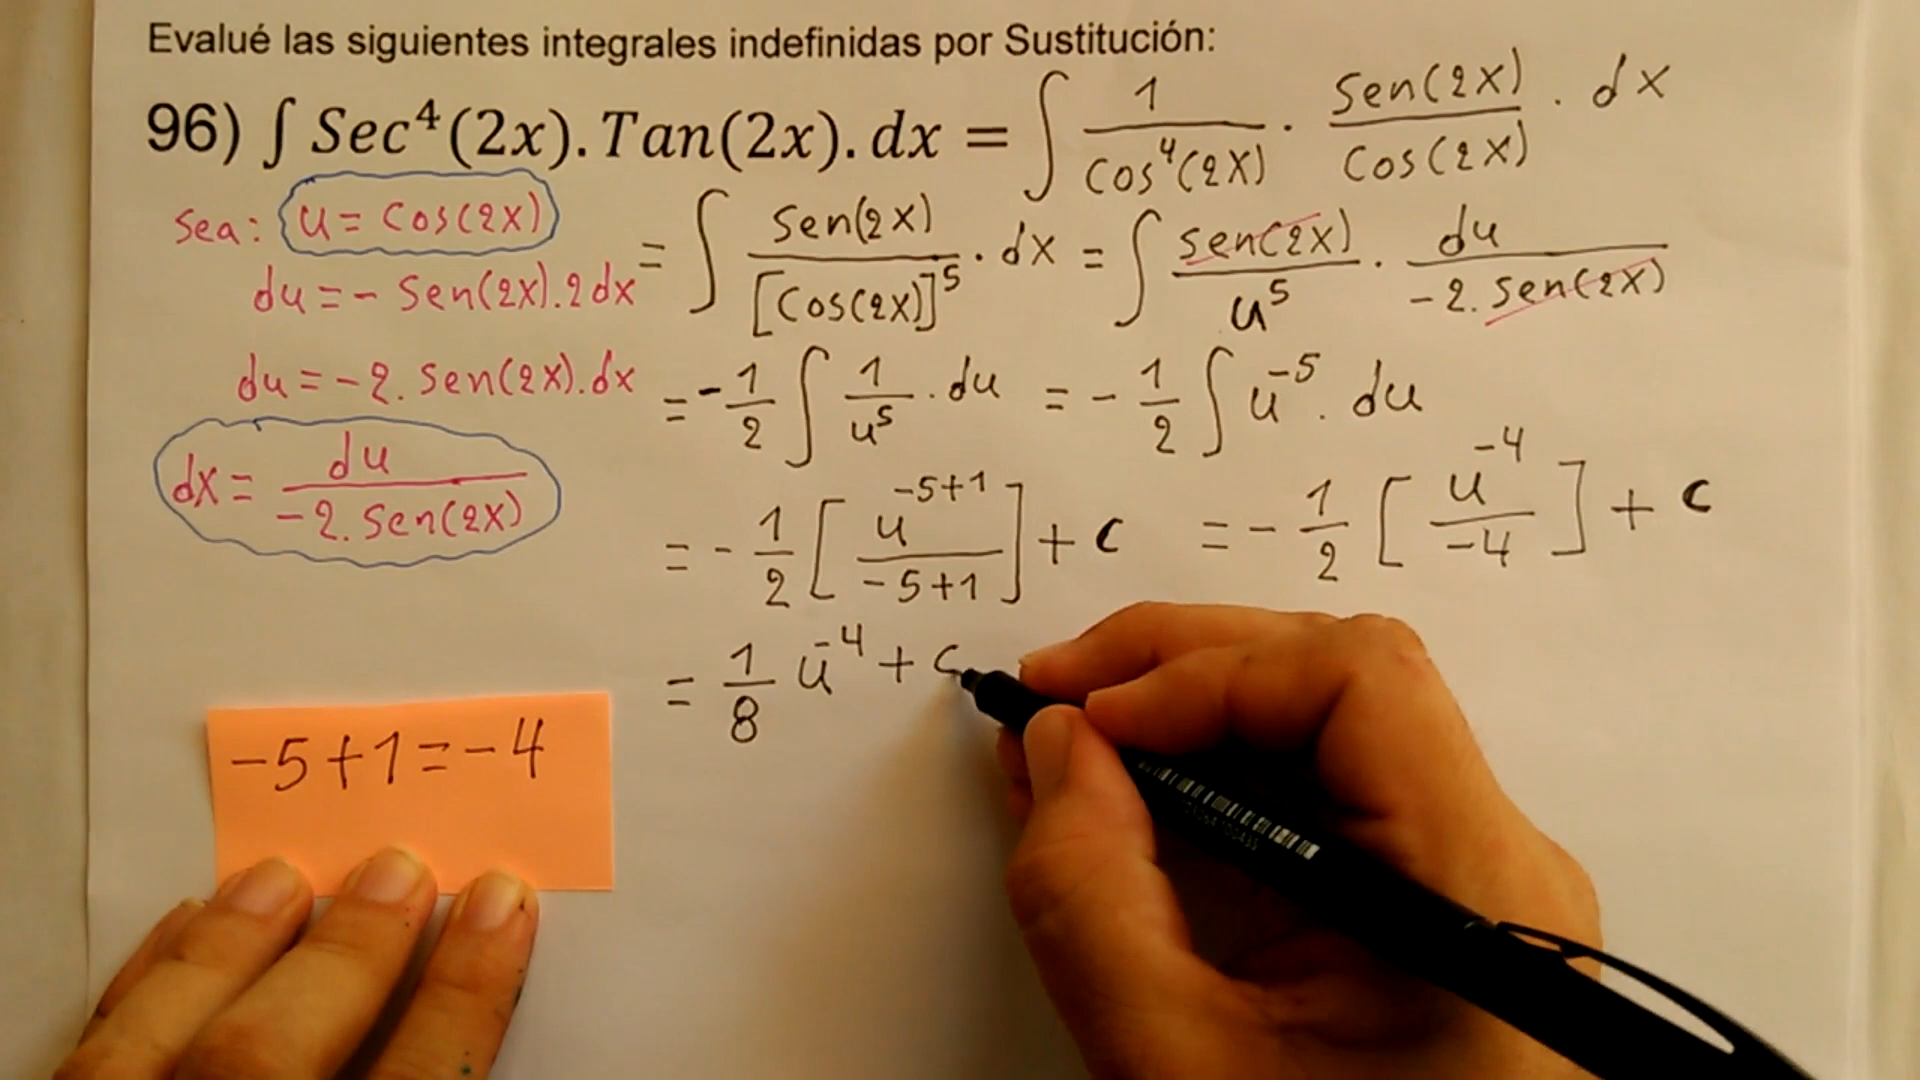 Evalué las siguientes integrales indefinidas por Sustitución:
96) ∫ Sec⁴(2x). Tan(2x). dx = ∫ 1/Cos⁴(2x) . Sen(2x)/Cos(2x) . dx
Sea: u = Cos(2x)
du = - Sen(2x).2dx
du = -2. Sen(2x).dx
dx = du/(-2. Sen(2x))
= ∫ Sen(2x)/[Cos(2x)]⁵ . dx = ∫ Sen(2x)/u⁵ . du/(-2. Sen(2x))
= - 1/2 ∫ 1/u⁵ . du = - 1/2 ∫ u⁻⁵ . du
= - 1/2 [u⁻⁵⁺¹/(-5+1)] + C = - 1/2 [u⁻⁴/-4] + C
= 1/8 u⁻⁴ + C
-5+1=-4